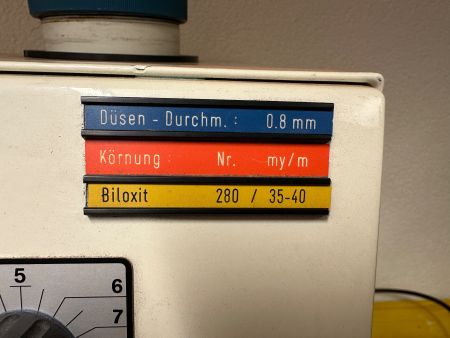 Düsen - Durchm. : 0.8 mm
Körnung : Nr. my/m
Biloxit 280 / 35-40
5
6
7